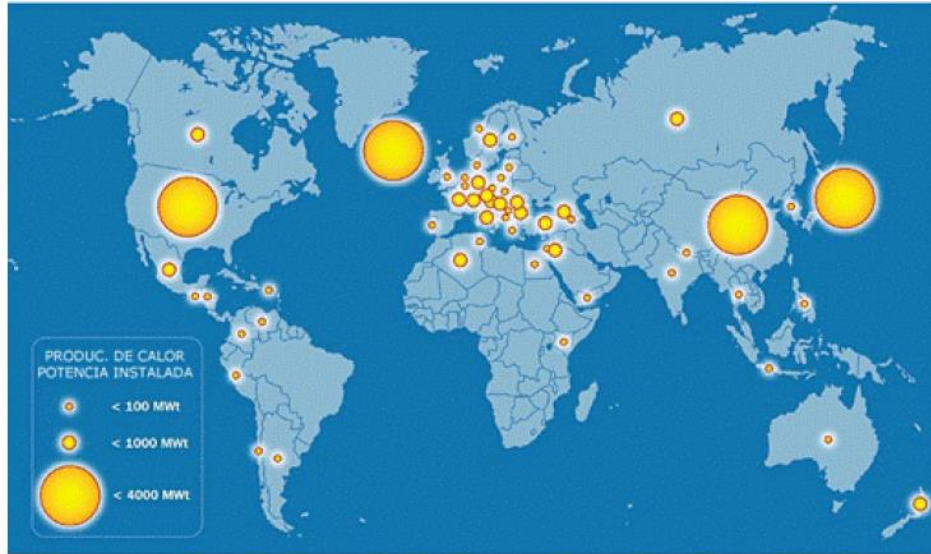 PRODUC. DE CALOR
POTENCIA INSTALADA
< 100 MWt
< 1000 MWt
< 4000 MWt